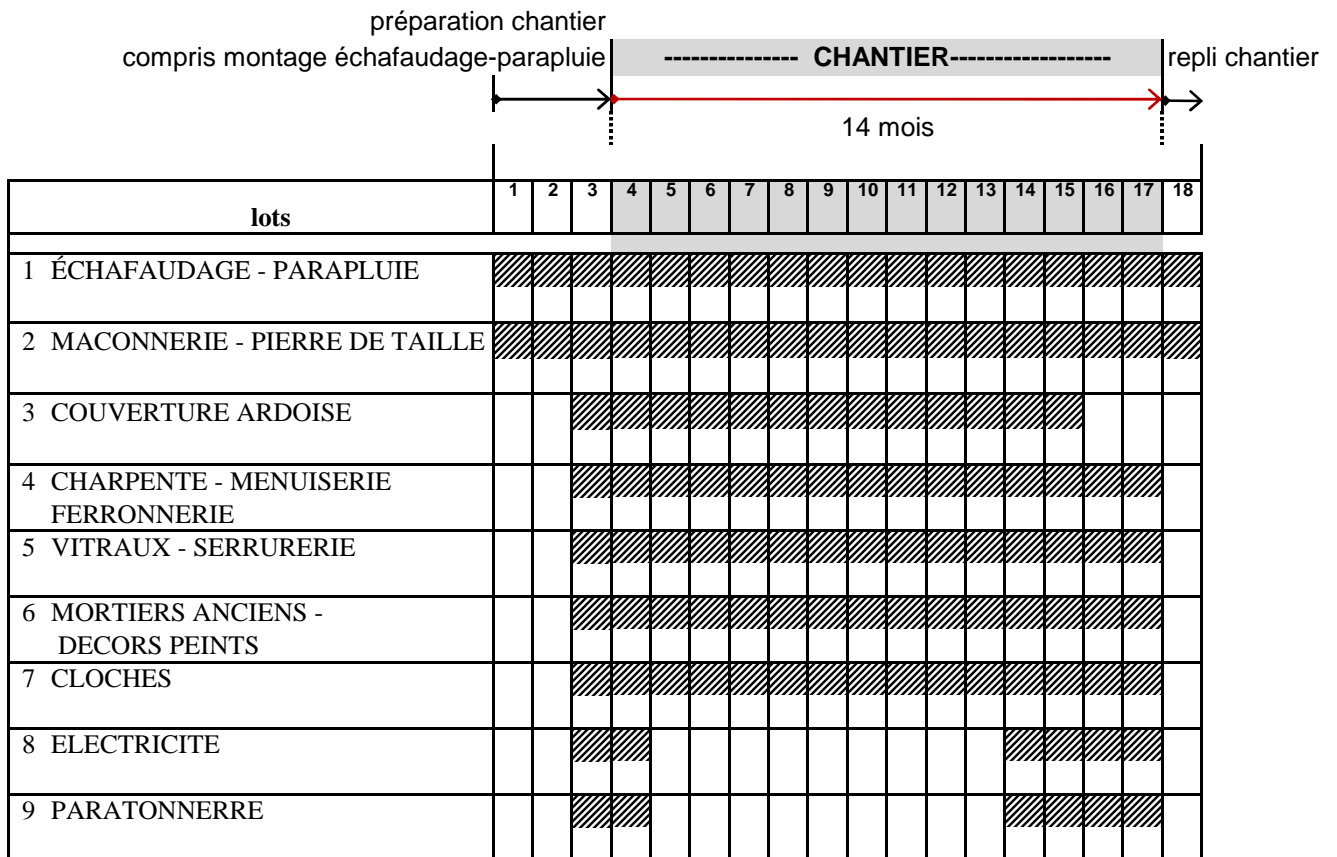 préparation chantier
compris montage échafaudage-parapluie
--------------- CHANTIER------------------
repli chantier
14 mois
lots
1 2 3 4 5 6 7 8 9 10 11 12 13 14 15 16 17 18
1 ÉCHAFAUDAGE - PARAPLUIE
2 MACONNERIE - PIERRE DE TAILLE
3 COUVERTURE ARDOISE
4 CHARPENTE - MENUISERIE
FERRONNERIE
5 VITRAUX - SERRURERIE
6 MORTIERS ANCIENS -
DECORS PEINTS
7 CLOCHES
8 ELECTRICITE
9 PARATONNERRE